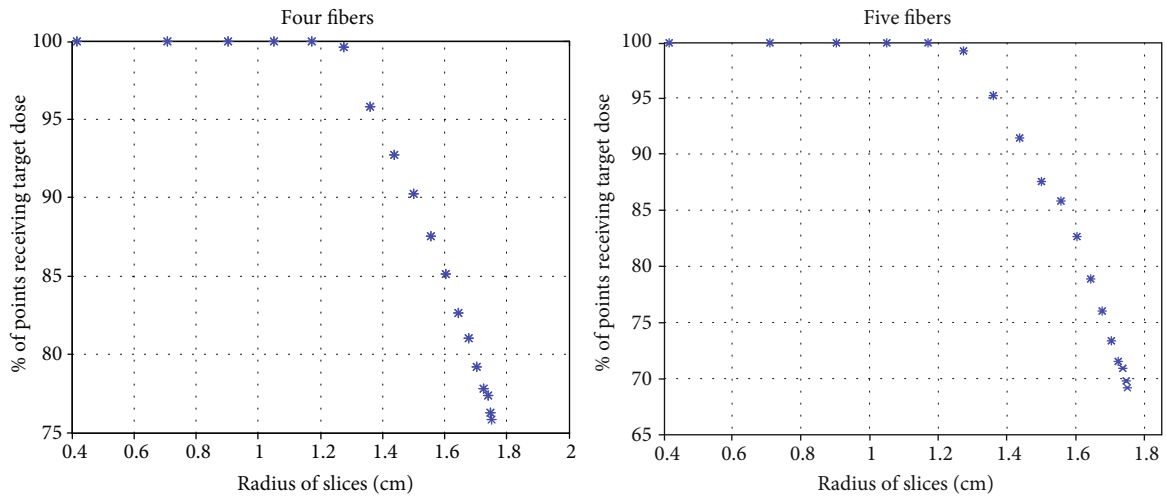 Four fibers
% of points receiving target dose
100
95
90
85
80
75
0.4 0.6 0.8 1 1.2 1.4 1.6 1.8 2
Radius of slices (cm)
Five fibers
% of points receiving target dose
100
95
90
85
80
75
70
65
0.4 0.6 0.8 1 1.2 1.4 1.6 1.8
Radius of slices (cm)